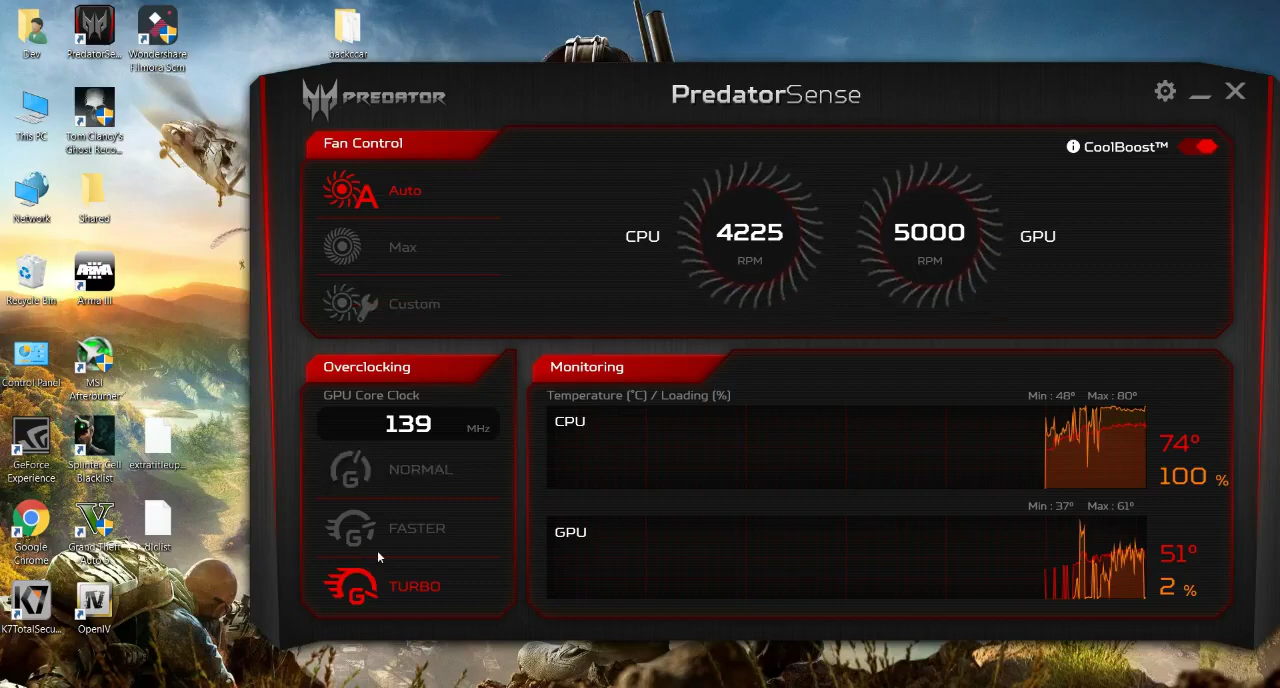 Dev
PredatorSe...
Wondershare
Filmora Scrn
backccar
This PC
Tom Clancy's
Ghost Reco...
Network
Shared
Recycle Bin
Arma III
Control Panel
MSI
Afterburner
GeForce
Experience
Splinter Cell
Blacklist
extratitleup...
Google
Chrome
Grand Theft
Auto
dlclist
K7TotalSecu...
OpenIV
PREDATOR
PredatorSense
Fan Control
CoolBoost™
Auto
Max
Custom
CPU
4225
RPM
5000
RPM
GPU
Overclocking
GPU Core Clock
139 MHz
NORMAL
FASTER
TURBO
Monitoring
Temperature (°C) / Loading (%)
Min : 48° Max : 80°
CPU
74°
100 %
Min : 37° Max : 61°
GPU
51°
2 %